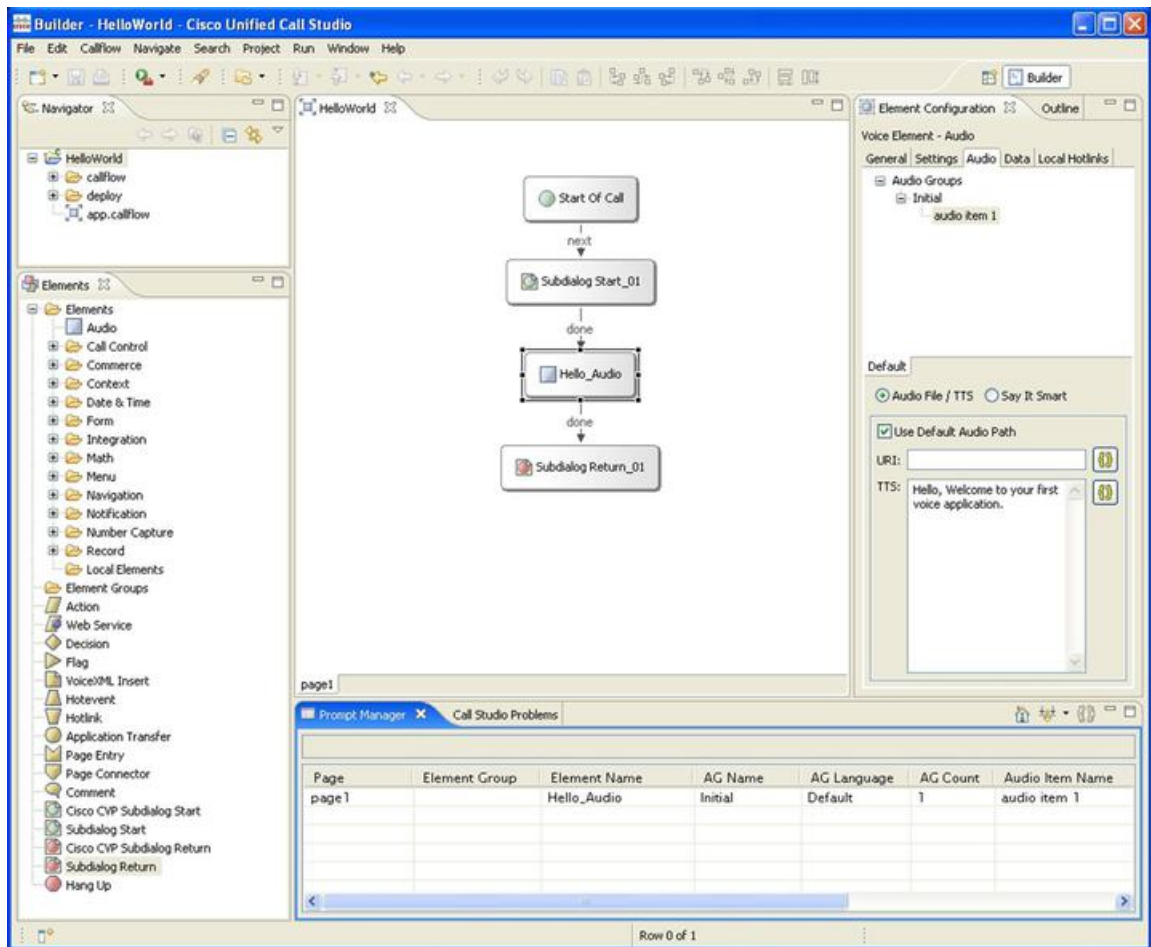 Builder - HelloWorld - Cisco Unified Call Studio
File Edit Callflow Navigate Search Project Run Window Help
Builder
Navigator
HelloWorld
callflow
deploy
app.callflow
Elements
Elements
Audio
Call Control
Commerce
Context
Date & Time
Form
Integration
Math
Menu
Navigation
Notification
Number Capture
Record
Local Elements
Element Groups
Action
Web Service
Decision
Flag
VoiceXML Insert
Hotevent
Hotlink
Application Transfer
Page Entry
Page Connector
Comment
Cisco CVP Subdialog Start
Subdialog Start
Cisco CVP Subdialog Return
Subdialog Return
Hang Up
HelloWorld
Start Of Call
next
Subdialog Start_01
done
Hello_Audio
done
Subdialog Return_01
page1
Element Configuration Outline
Voice Element - Audio
General Settings Audio Data Local Hotlinks
Audio Groups
Initial
audio item 1
Default
Audio File / TTS Say It Smart
Use Default Audio Path
URI:
TTS: Hello, Welcome to your first
voice application.
Prompt Manager Call Studio Problems
Page Element Group Element Name AG Name AG Language AG Count Audio Item Name
page1 Hello_Audio Initial Default 1 audio item 1
Row 0 of 1